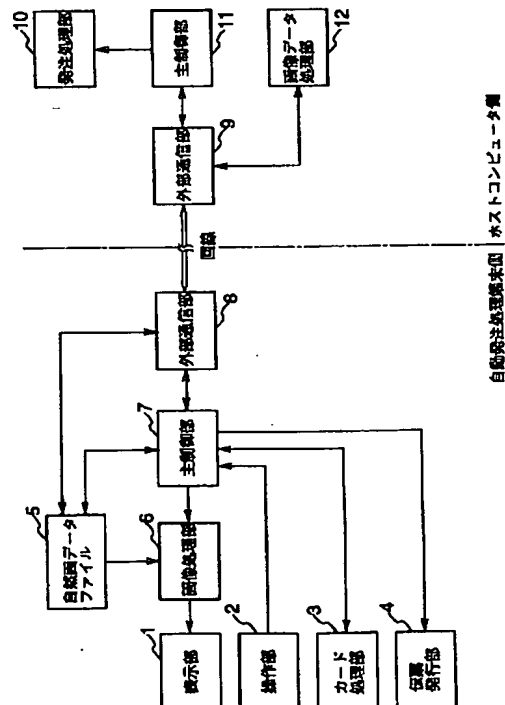 10
発注処理部
主制御部
11
画像データ
処理部
12
外部通信部
9
回線
ホストコンピュータ側
自動発注処理端末側
外部通信部
8
7
主制御部
5
自然画データ
ファイル
6
画像処理部
1
表示部
2
操作部
3
カード
処理部
4
伝票
発行部